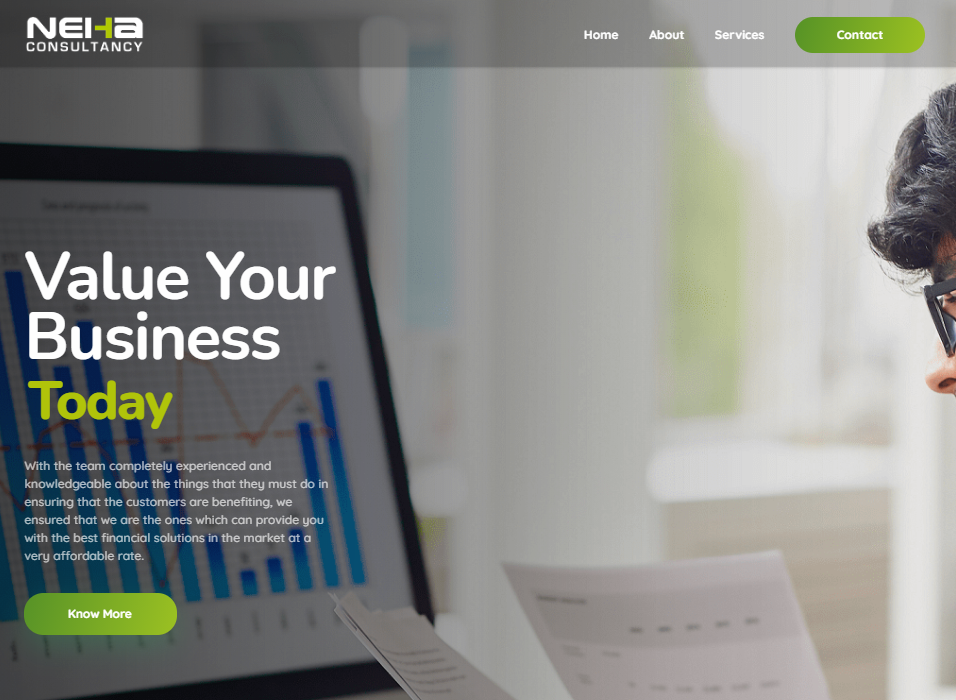 NEHA
CONSULTANCY
Home About Services Contact
Value Your
Business
Today
With the team completely experienced and
knowledgeable about the things that they must do in
ensuring that the customers are benefiting, we
ensured that we are the ones which can provide you
with the best financial solutions in the market at a
very affordable rate.
Know More